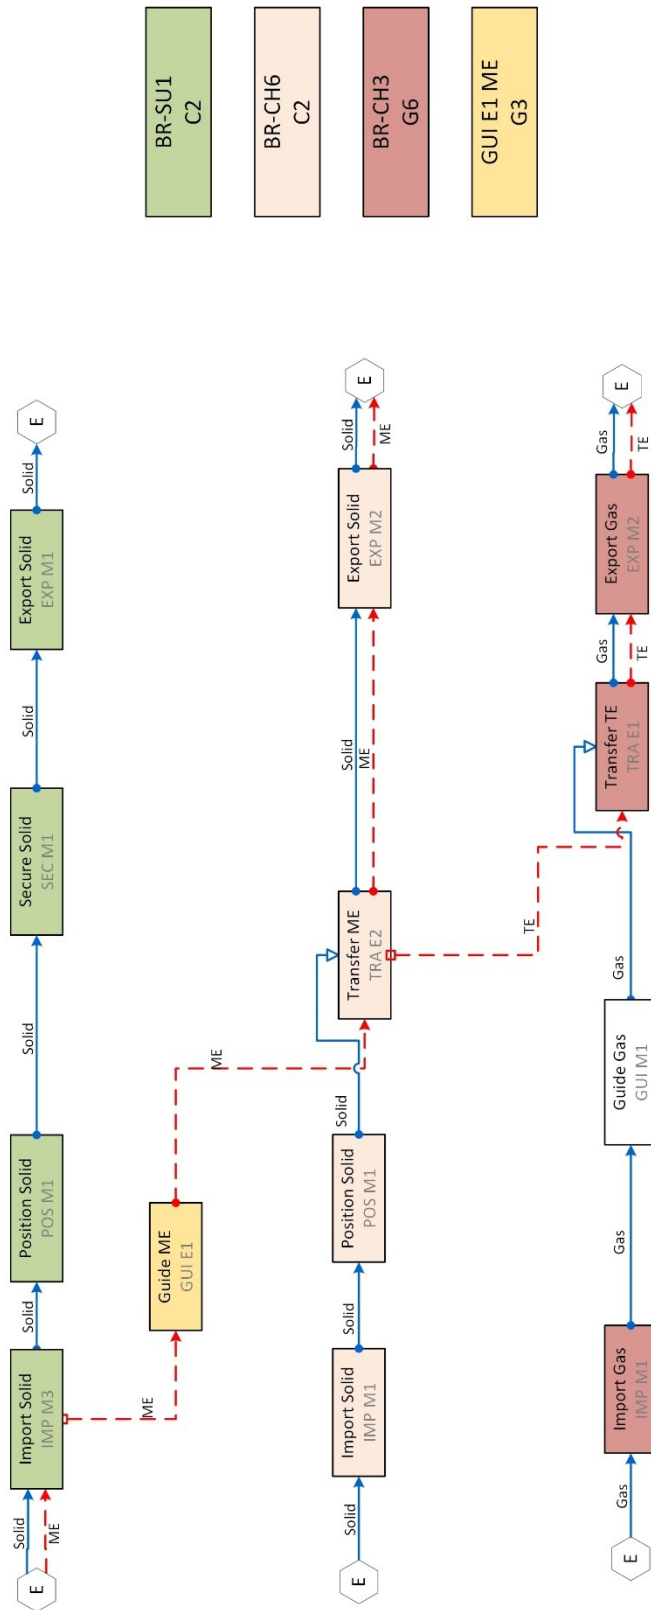 E
Solid
ME
Import Solid
IMP M3
Solid
Position Solid
POS M1
Solid
Secure Solid
SEC M1
Solid
Export Solid
EXP M1
Solid
E
ME
Guide ME
GUI E1
ME
E
Solid
Import Solid
IMP M1
Solid
Position Solid
POS M1
Solid
Transfer ME
TRA E2
Solid
ME
Export Solid
EXP M2
Solid
ME
E
TE
E
Gas
Import Gas
IMP M1
Gas
Guide Gas
GUI M1
Gas
Transfer TE
TRA E1
Gas
TE
Export Gas
EXP M2
Gas
TE
E
BR-SU1
C2
BR-CH6
C2
BR-CH3
G6
GUI E1 ME
G3